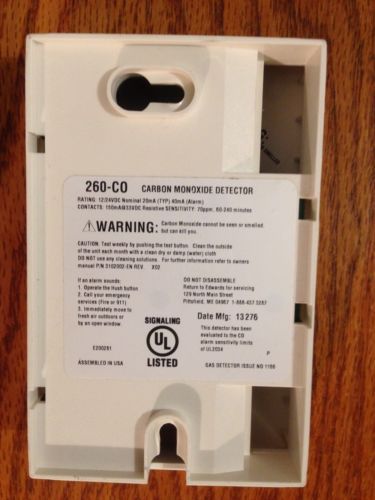 260-CO CARBON MONOXIDE DETECTOR
RATING: 12/24VDC Nominal 20mA (TYP) 40mA (Alarm)
CONTACTS: 150mA@33VDC Resistive SENSITIVITY: 70ppm, 60-240 minutes
WARNING: Carbon Monoxide cannot be seen or smelled
but can kill you.
CAUTION: Test weekly by pushing the test button. Clean the outside
of the unit each month with a clean dry or damp (water) cloth
DO NOT use any cleaning solutions. For further information refer to owners
manual P/N 3102002-EN REV. X02
If an alarm sounds:
1. Operate the Hush button
2. Call your emergency
services (Fire or 911)
3. Immediately move to
fresh air outdoors or
by an open window.
DO NOT DISASSEMBLE
Return to Edwards for servicing
129 North Main Street
Pittsfield, ME 04967 1-888-437-3287
Date Mfg: 13 276
This detector has been
evaluated to the CO
alarm sensitivity limits
of UL2034
P
SIGNALING
UL
LISTED
E200281
ASSEMBLED IN USA
GAS DETECTOR ISSUE NO 1166